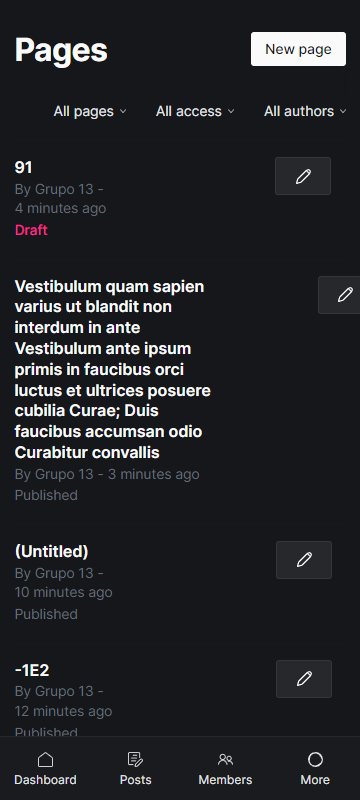 Pages
New page
All pages
All access
All authors
91
By Grupo 13 -
4 minutes ago
Draft
Vestibulum quam sapien
varius ut blandit non
interdum in ante
Vestibulum ante ipsum
primis in faucibus orci
luctus et ultrices posuere
cubilia Curae; Duis
faucibus accumsan odio
Curabitur convallis
By Grupo 13 - 3 minutes ago
Published
(Untitled)
By Grupo 13 -
10 minutes ago
Published
-1E2
By Grupo 13 -
12 minutes ago
Published
Dashboard
Posts
Members
More